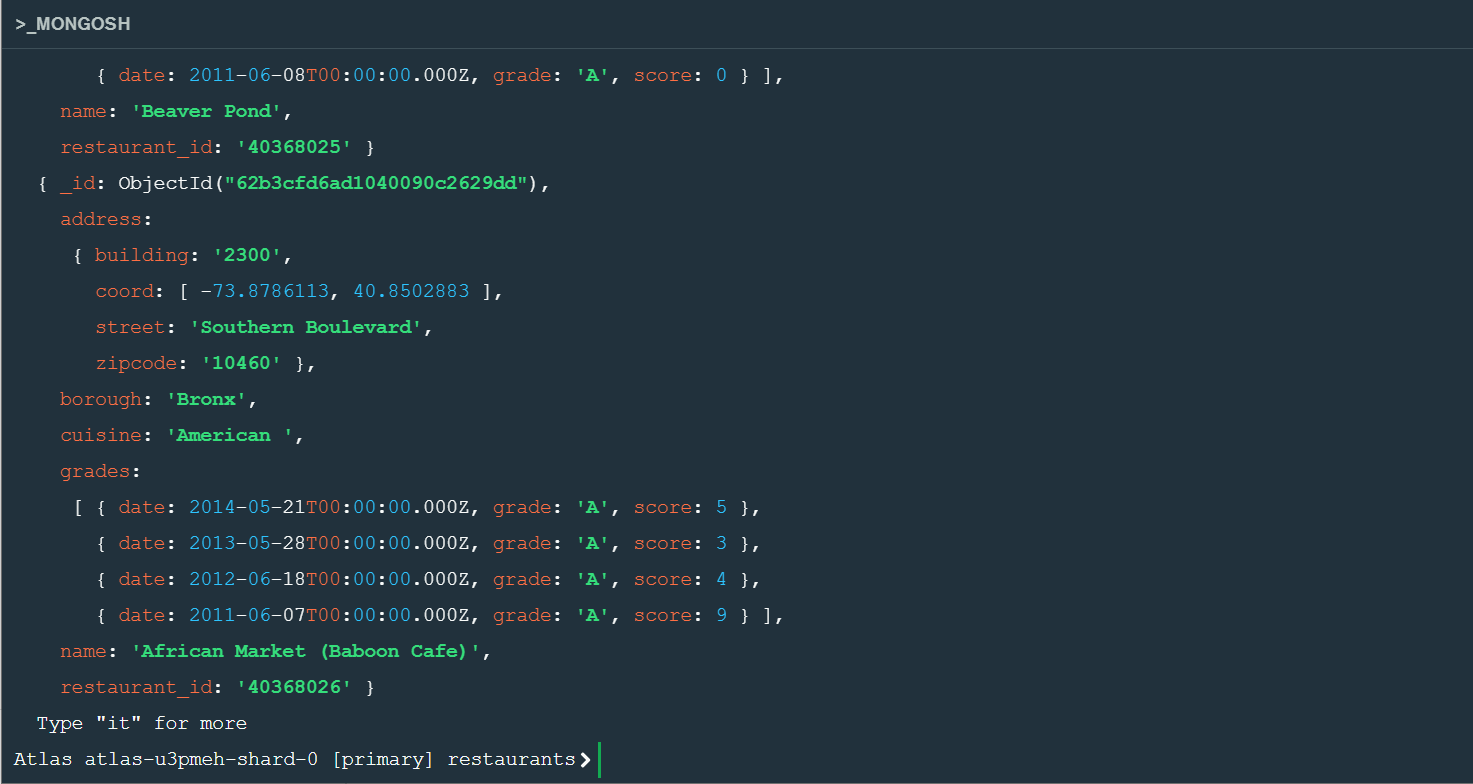 >_MONGOSH
{ date: 2011-06-08T00:00:00.000Z, grade: 'A', score: 0 } ],
name: 'Beaver Pond',
restaurant_id: '40368025' }
{ _id: ObjectId("62b3cfd6ad1040090c2629dd"),
address:
{ building: '2300',
coord: [ -73.8786113, 40.8502883 ],
street: 'Southern Boulevard',
zipcode: '10460' },
borough: 'Bronx',
cuisine: 'American ',
grades:
[ { date: 2014-05-21T00:00:00.000Z, grade: 'A', score: 5 },
{ date: 2013-05-28T00:00:00.000Z, grade: 'A', score: 3 },
{ date: 2012-06-18T00:00:00.000Z, grade: 'A', score: 4 },
{ date: 2011-06-07T00:00:00.000Z, grade: 'A', score: 9 } ],
name: 'African Market (Baboon Cafe)',
restaurant_id: '40368026' }
Type "it" for more
Atlas atlas-u3pmeh-shard-0 [primary] restaurants❯